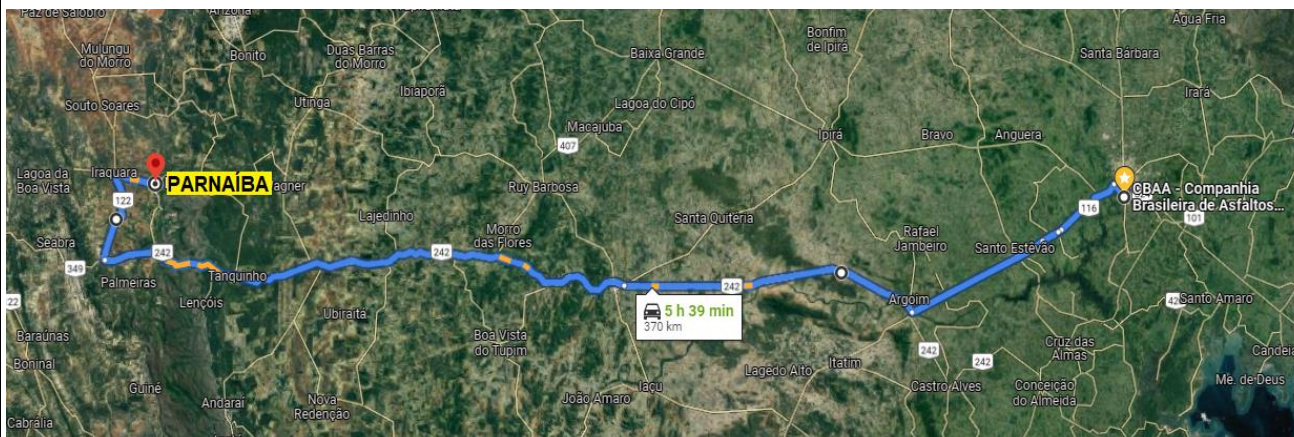 Paz de Salobro
Água Fria
Bonfim
de Ipirá
Mulungu
do Morro
Bonito
Duas Barras
do Morro
Baixa Grande
Santa Bárbara
Souto Soares
Utinga
Ibiaporã
Lagoa do Cipó
Irará
Macajuba
Ipirá
Bravo
Anguera
407
Lagoa da
Boa Vista
Iraquara
PARNAÍBA
agner
Ruy Barbosa
CBAA - Companhia
Brasileira de Asfaltos...
122
Lajedinho
Santa Quitéria
116
101
Seabra
Morro
das Flores
Rafael
Jambeiro
Santo Estêvão
349
242
242
Palmeiras
Tanquinho
242
Lençóis
5 h 39 min
370 km
Argoim
Santo Amaro
22
Ubiraita
Baraúnas
Boa Vista
do Tupim
242
242
Cruz das
Almas
Candeia
Boninal
Lagedo Alto
Itatim
Guiné
Iaçu
Castro Alves
Conceição
do Almeida
M. de Deus
Andaraí
Nova
Redenção
João Amaro
Cabrália